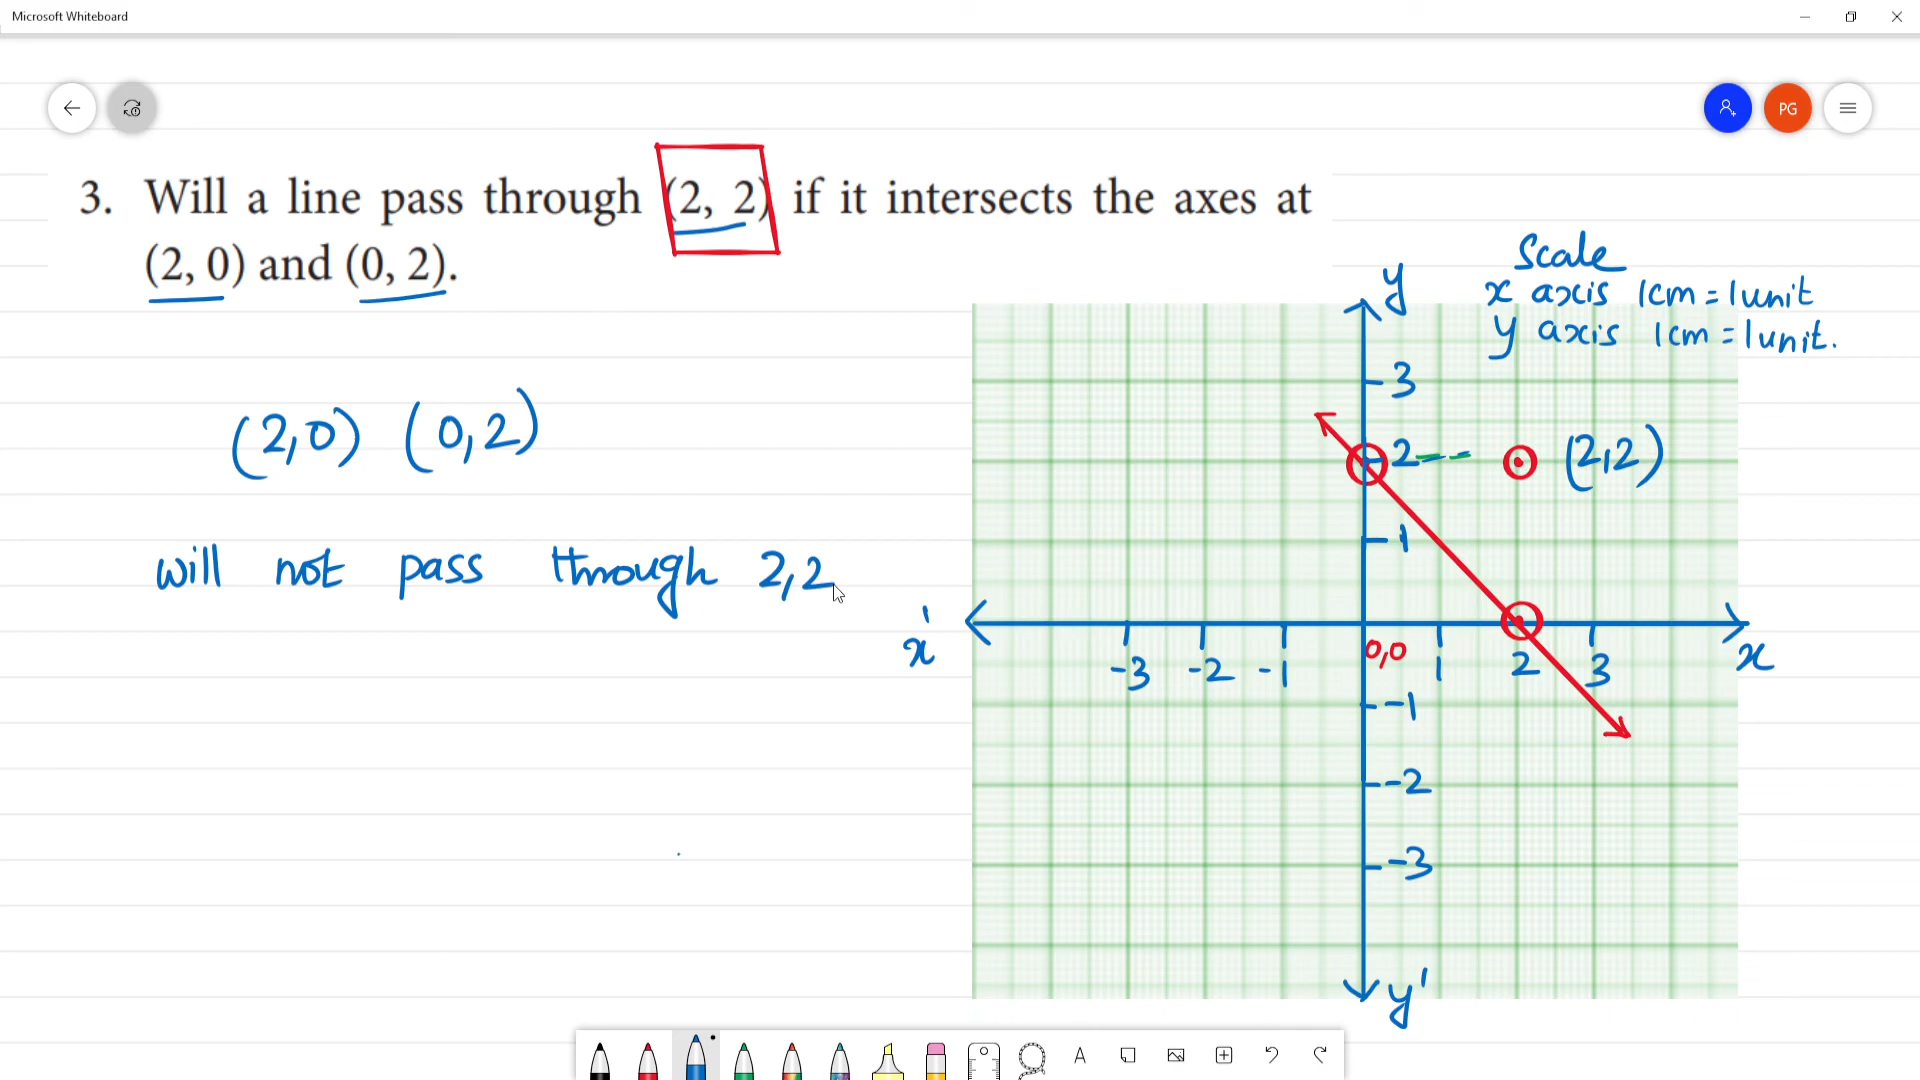 Microsoft Whiteboard
PG
3. Will a line pass through (2, 2) if it intersects the axes at
(2, 0) and (0, 2).
Scale
x axis 1cm = 1unit
y axis 1cm = 1unit.
(2,0) (0,2)
will not pass through 2,2
y
3
2
(2,2)
1
x'
-3 -2 -1
0,0
1 2 3
x
-1
-2
-3
y'
A